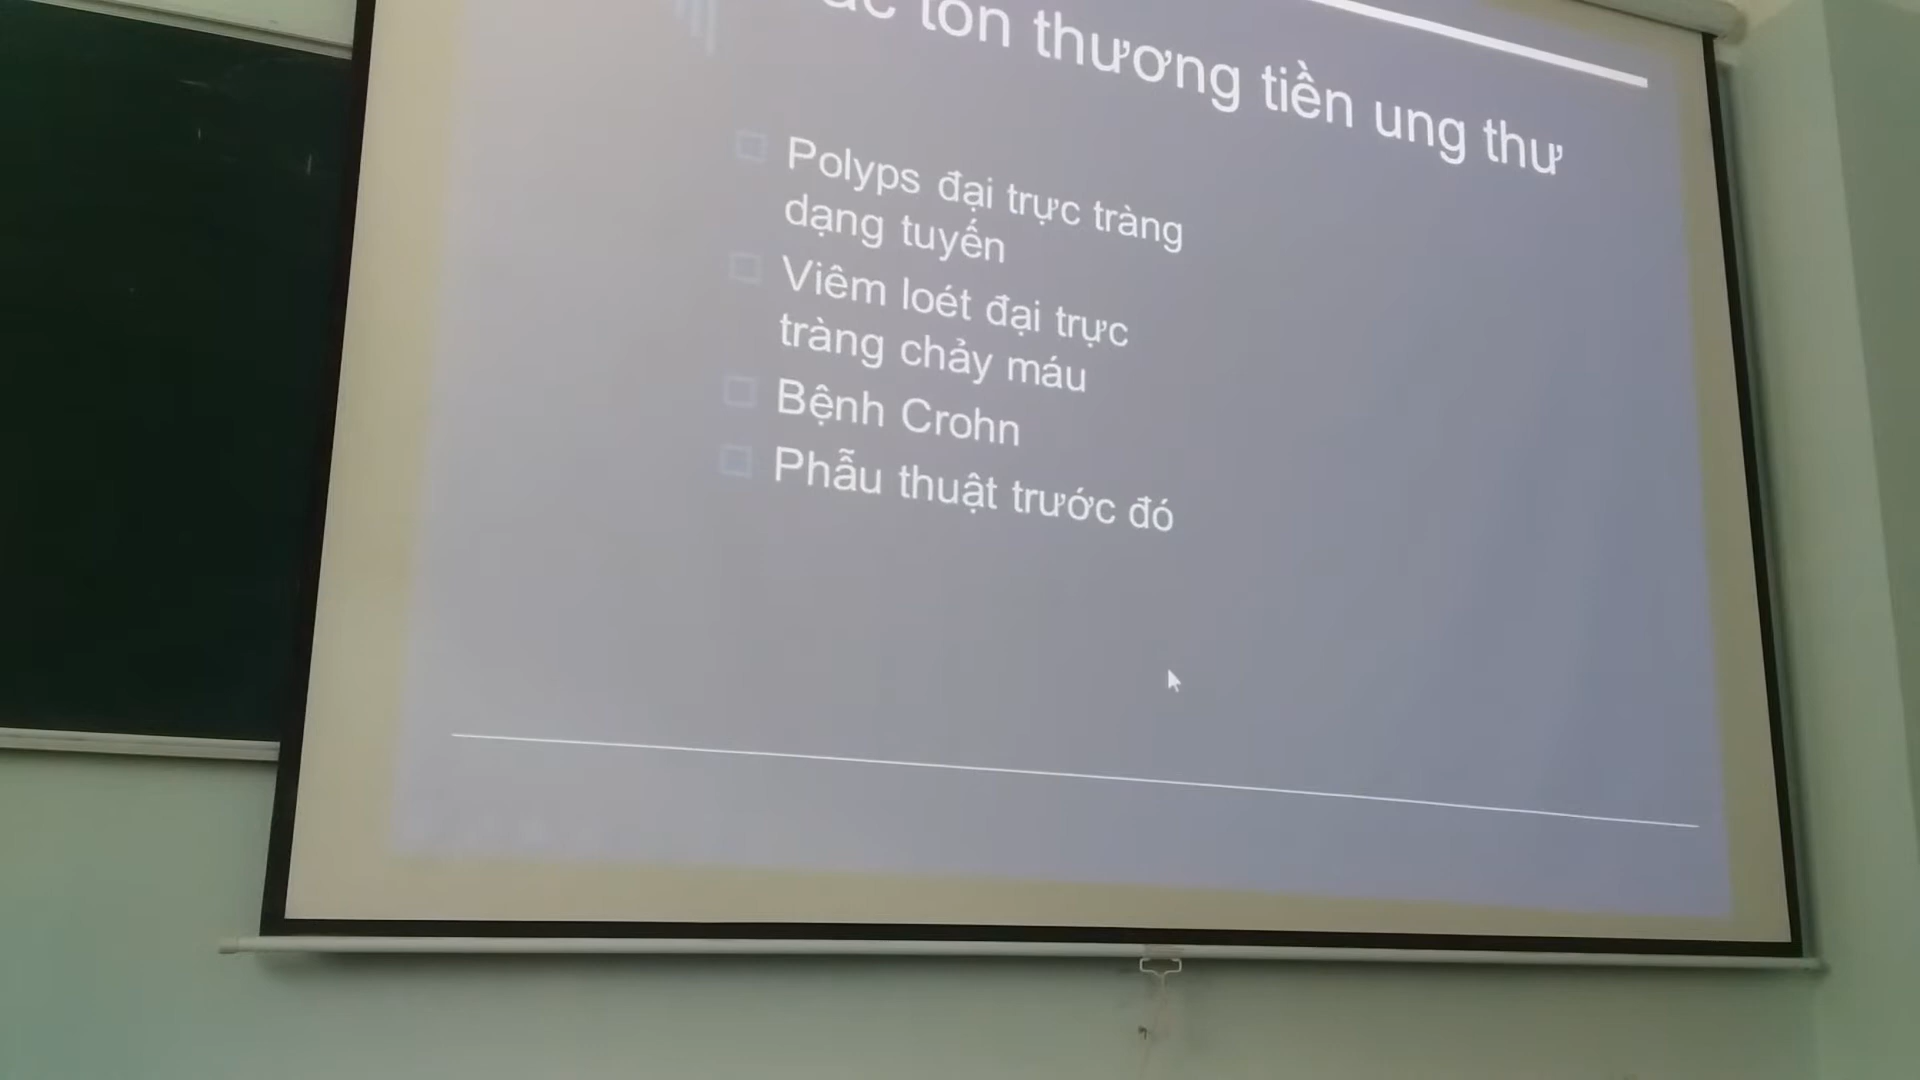 tổn thương tiền ung thư
Polyps đại trực tràng
dạng tuyến
Viêm loét đại trực
tràng chảy máu
Bệnh Crohn
Phẫu thuật trước đó